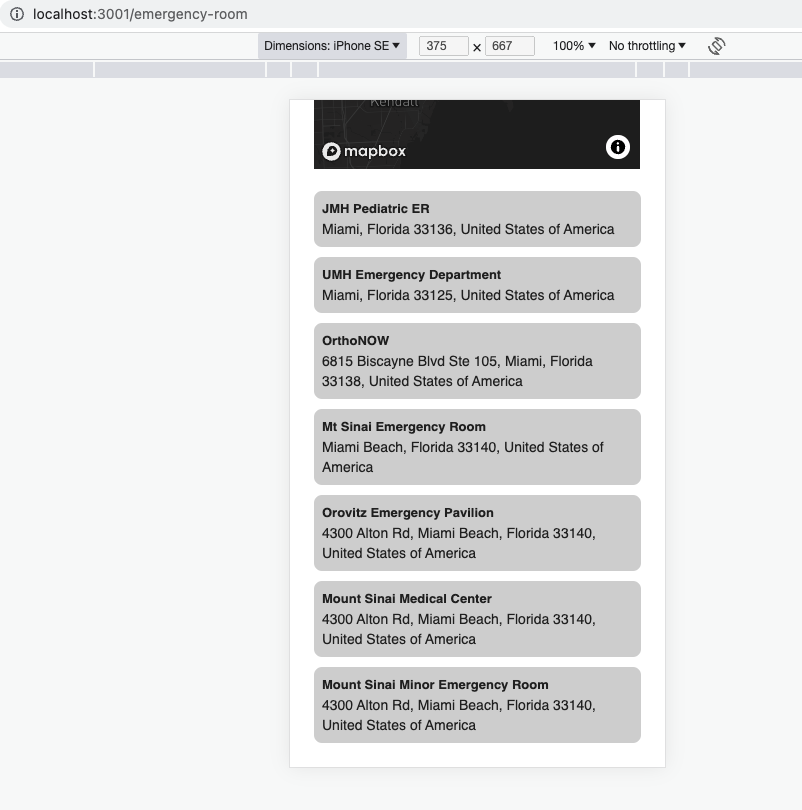 localhost:3001/emergency-room
Dimensions: iPhone SE 375 × 667 100% No throttling
Kendall
mapbox
JMH Pediatric ER
Miami, Florida 33136, United States of America
UMH Emergency Department
Miami, Florida 33125, United States of America
OrthoNOW
6815 Biscayne Blvd Ste 105, Miami, Florida
33138, United States of America
Mt Sinai Emergency Room
Miami Beach, Florida 33140, United States of
America
Orovitz Emergency Pavilion
4300 Alton Rd, Miami Beach, Florida 33140,
United States of America
Mount Sinai Medical Center
4300 Alton Rd, Miami Beach, Florida 33140,
United States of America
Mount Sinai Minor Emergency Room
4300 Alton Rd, Miami Beach, Florida 33140,
United States of America